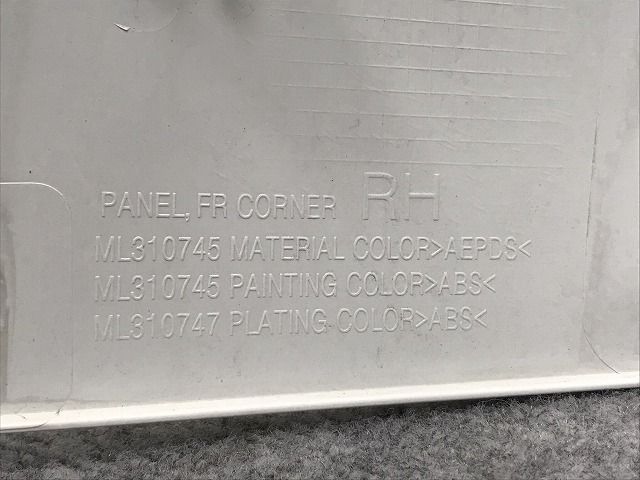 PANEL, FR CORNER RH
ML310745 MATERIAL COLOR>AEPDS<
ML310745 PAINTING COLOR>ABS<
ML310747 PLATING COLOR>ABS<